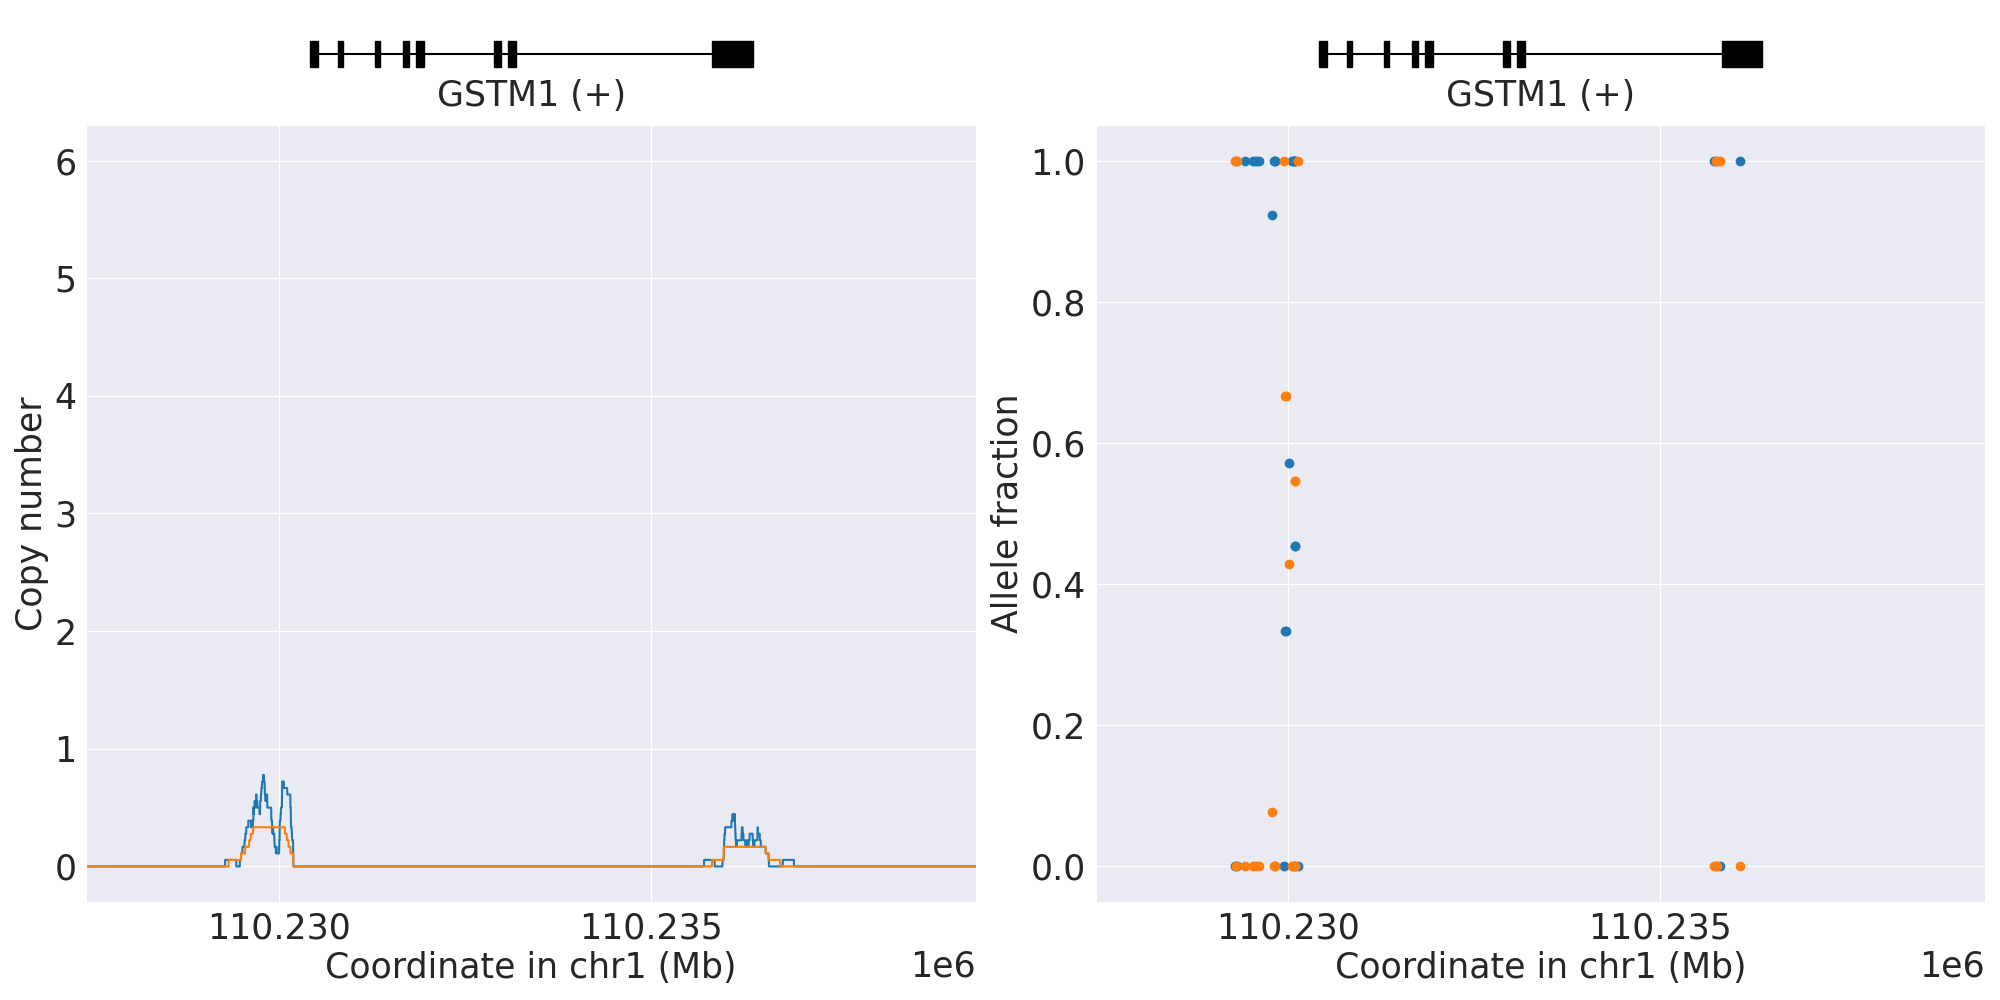 GSTM1 (+)
Copy number
6
5
4
3
2
1
0
110.230
110.235
Coordinate in chr1 (Mb)
1e6
GSTM1 (+)
Allele fraction
1.0
0.8
0.6
0.4
0.2
0.0
110.230
110.235
Coordinate in chr1 (Mb)
1e6